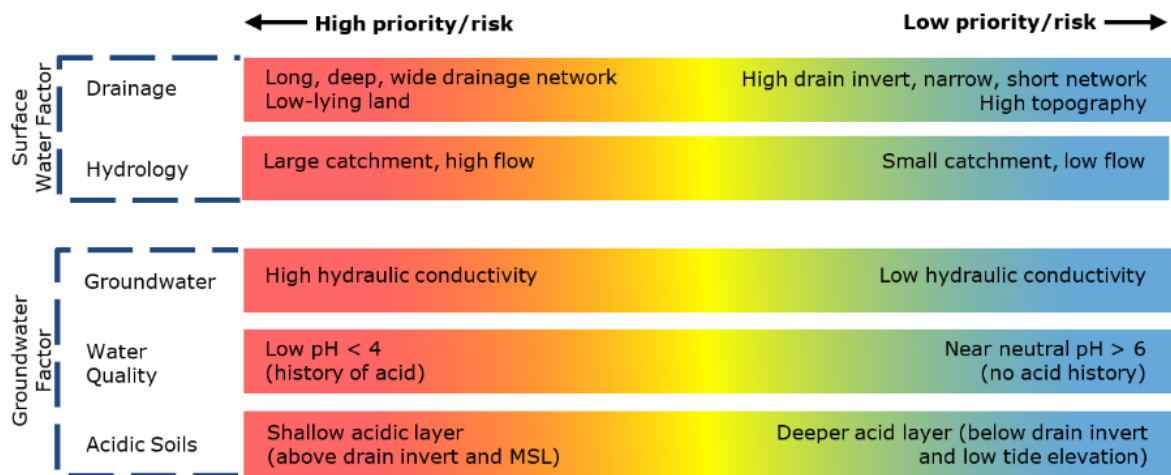 High priority/risk
Low priority/risk
Surface
Water Factor
Drainage
Long, deep, wide drainage network
Low-lying land
High drain invert, narrow, short network
High topography
Hydrology
Large catchment, high flow
Small catchment, low flow
Groundwater
Factor
Groundwater
High hydraulic conductivity
Low hydraulic conductivity
Water
Quality
Low pH < 4
(history of acid)
Near neutral pH > 6
(no acid history)
Acidic Soils
Shallow acidic layer
(above drain invert and MSL)
Deeper acid layer (below drain invert
and low tide elevation)